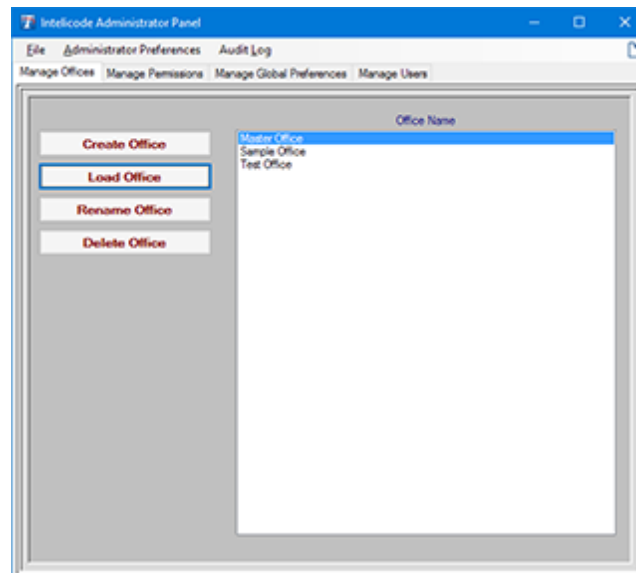 Intelicode Administrator Panel
File Administrator Preferences Audit Log
Manage Offices Manage Permissions Manage Global Preferences Manage Users
Office Name
Create Office
Load Office
Rename Office
Delete Office
Master Office
Sample Office
Test Office